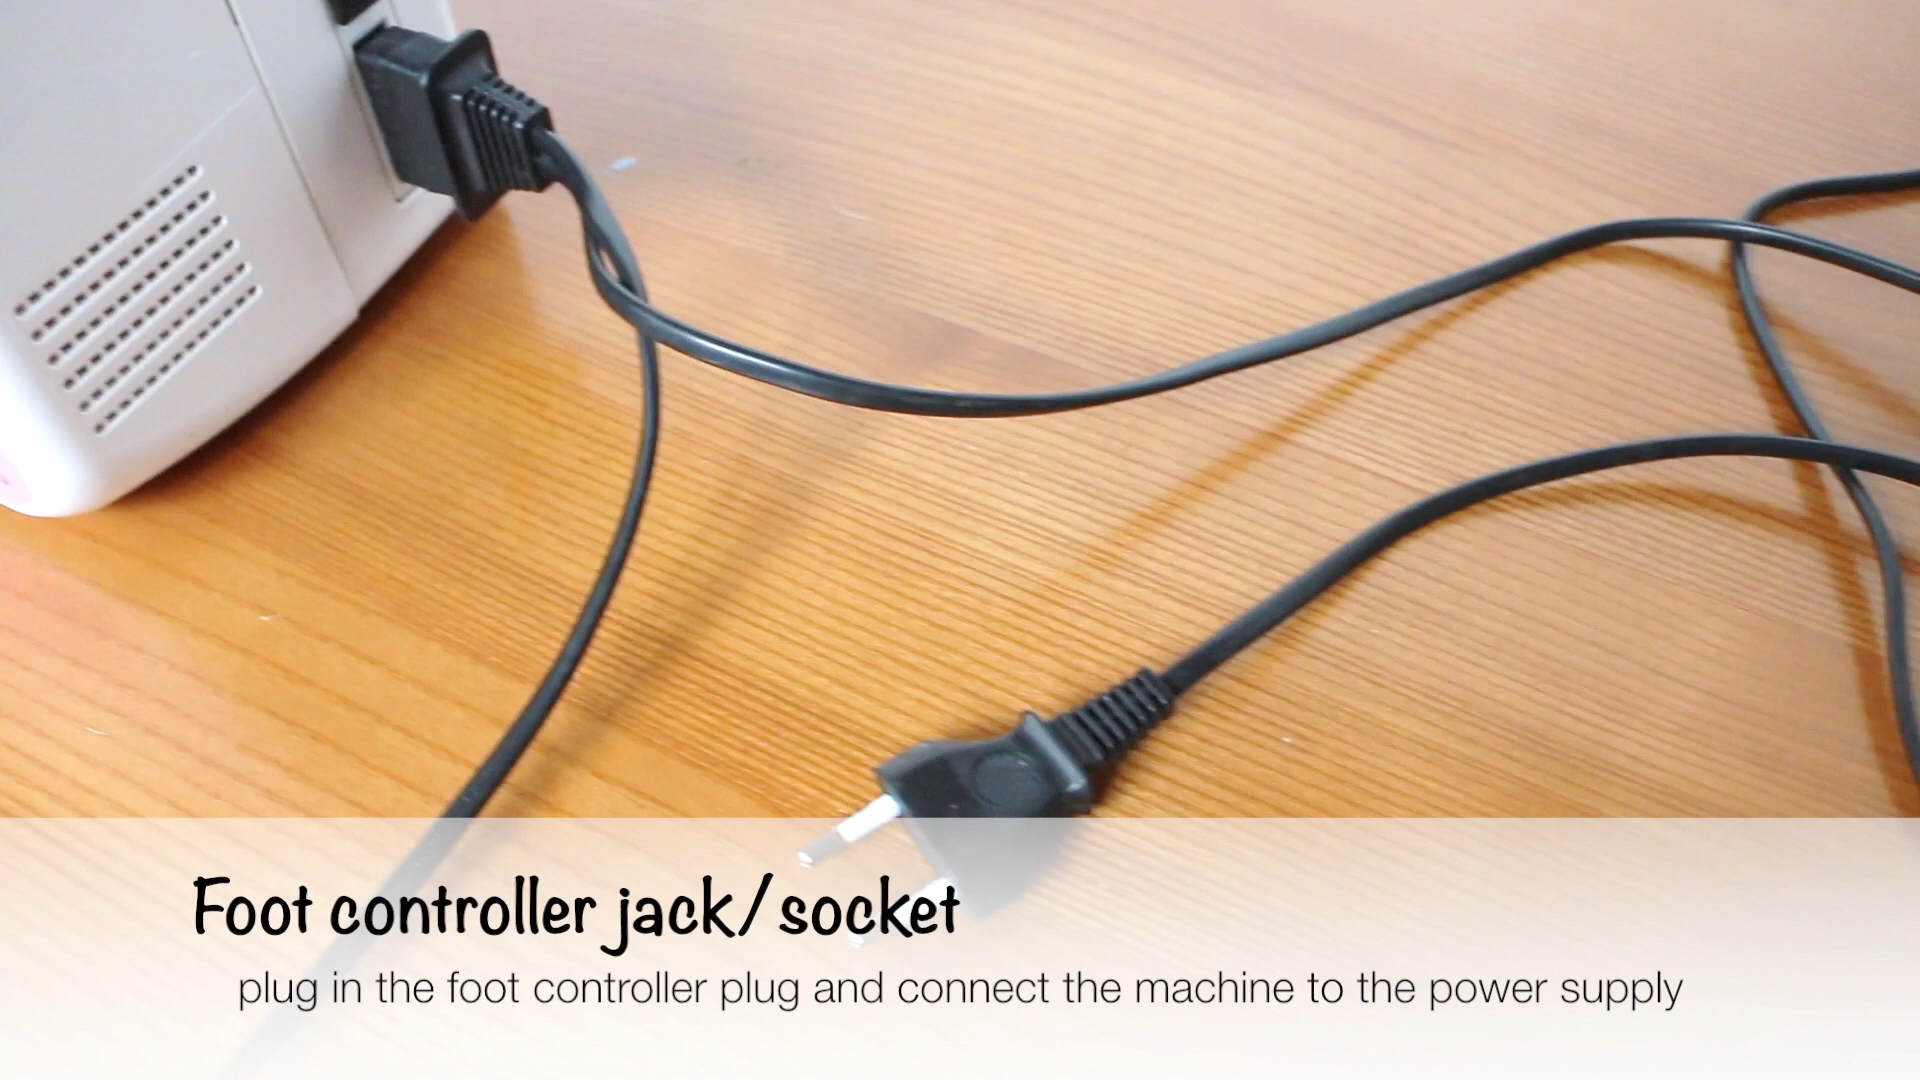 Foot controller jack/socket
plug in the foot controller plug and connect the machine to the power supply